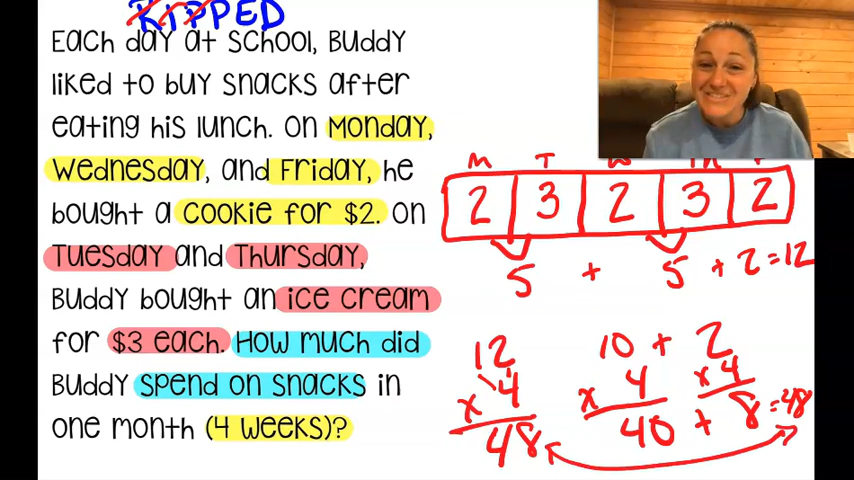 RIPPED
Each day at school, Buddy
liked to buy snacks after
eating his lunch. On Monday,
Wednesday, and Friday, he
bought a cookie for $2. On
Tuesday and Thursday,
Buddy bought an ice cream
for $3 each. How much did
Buddy spend on snacks in
one month (4 weeks)?
M T
2 3 2 3 2
5 + 5 + 2 = 12
12
x 4
48
10 + 2
x 4 x 4
40 + 8 = 48